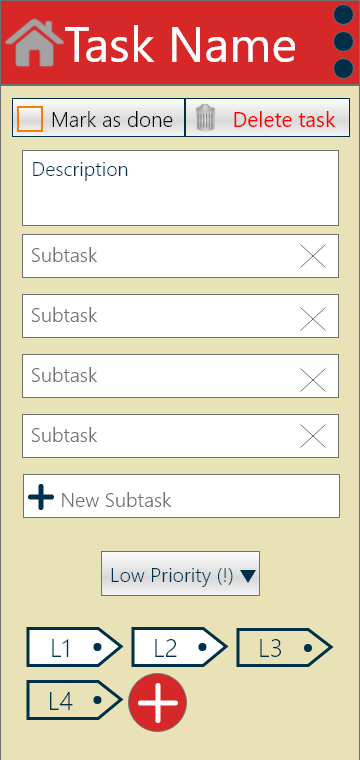 Task Name
Mark as done Delete task
Description
Subtask
Subtask
Subtask
Subtask
New Subtask
Low Priority (!)
L1 L2 L3
L4